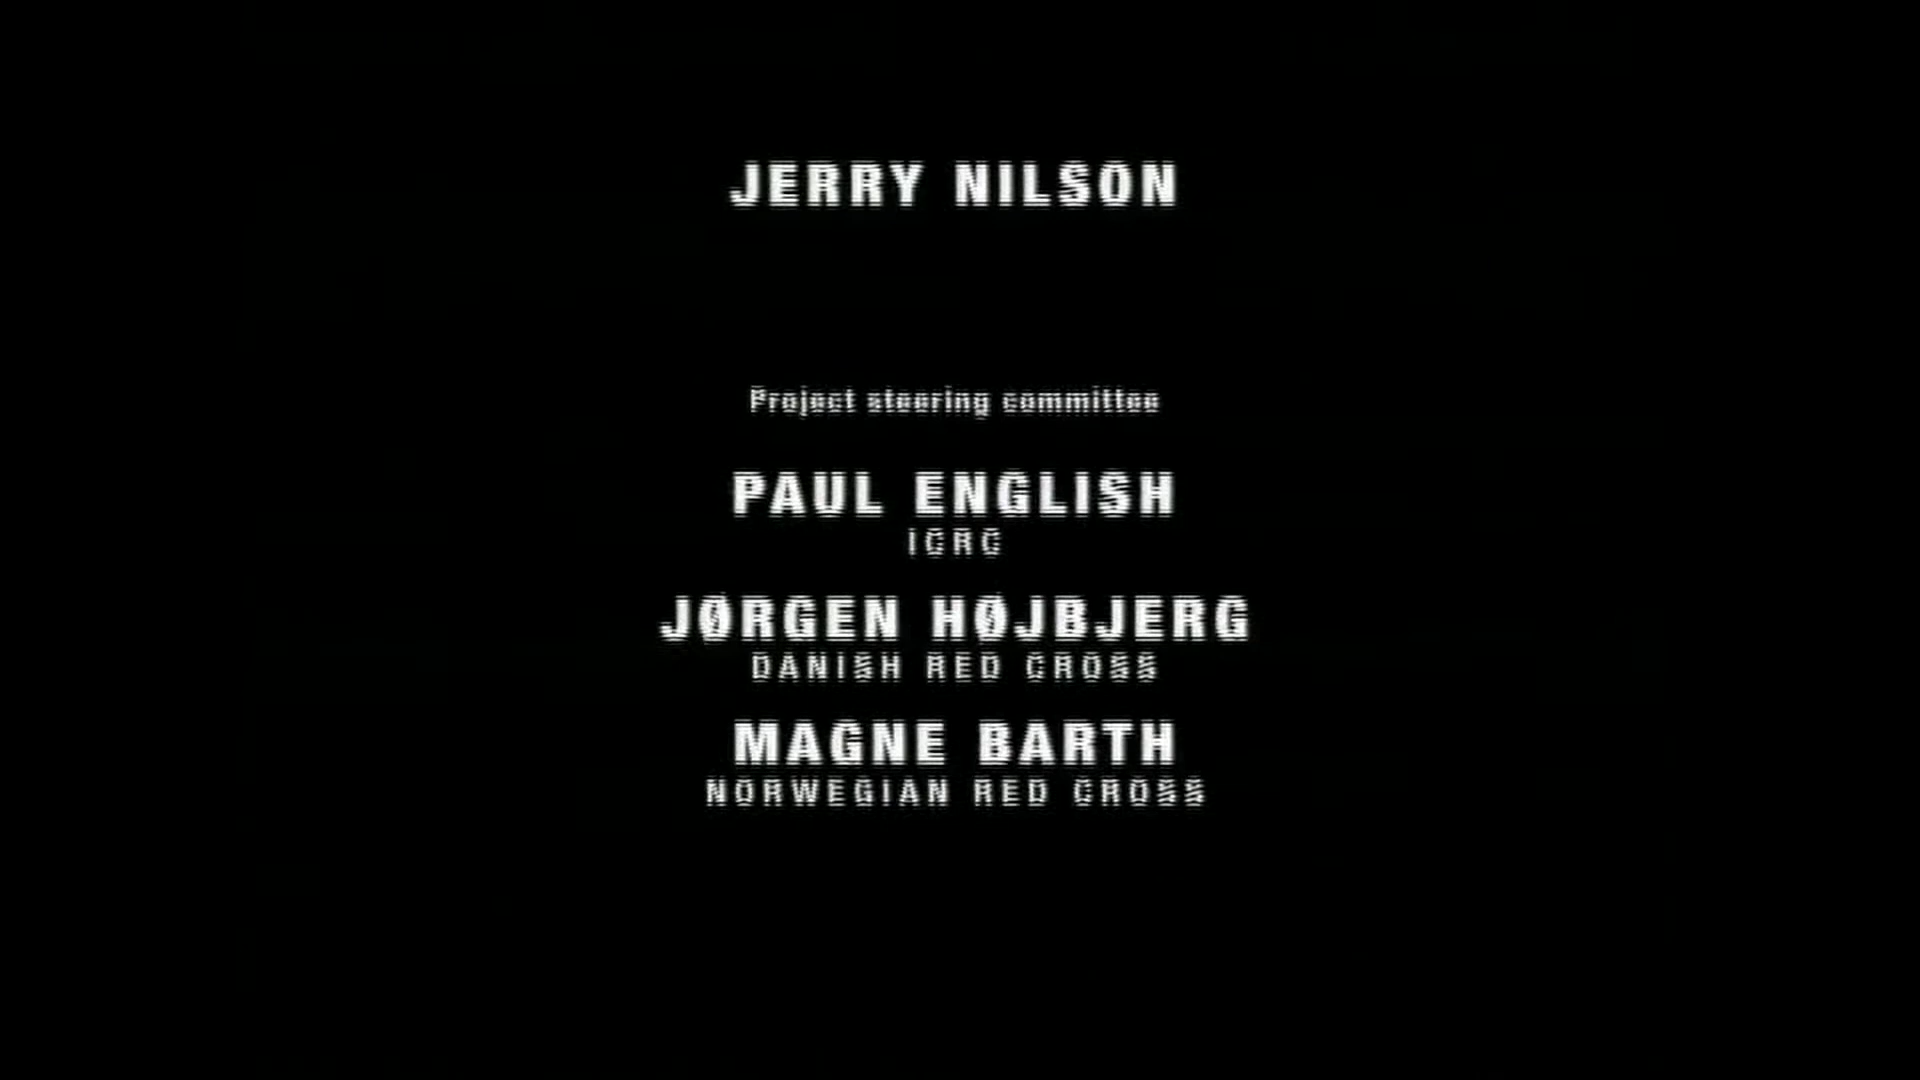 JERRY NILSON
Project steering committee
PAUL ENGLISH
ICRC
JØRGEN HØJBJERG
DANISH RED CROSS
MAGNE BARTH
NORWEGIAN RED CROSS